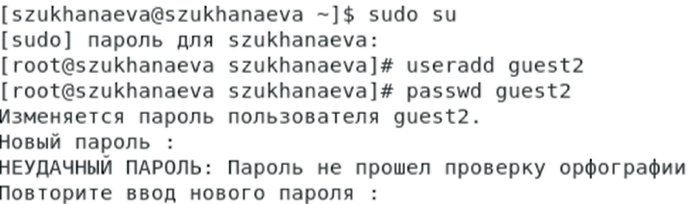 [szukhanaeva@szukhanaeva ~]$ sudo su
[sudo] пароль для szukhanaeva:
[root@szukhanaeva szukhanaeva]# useradd guest2
[root@szukhanaeva szukhanaeva]# passwd guest2
Изменяется пароль пользователя guest2.
Новый пароль :
НЕУДАЧНЫЙ ПАРОЛЬ: Пароль не прошел проверку орфографии
Повторите ввод нового пароля :